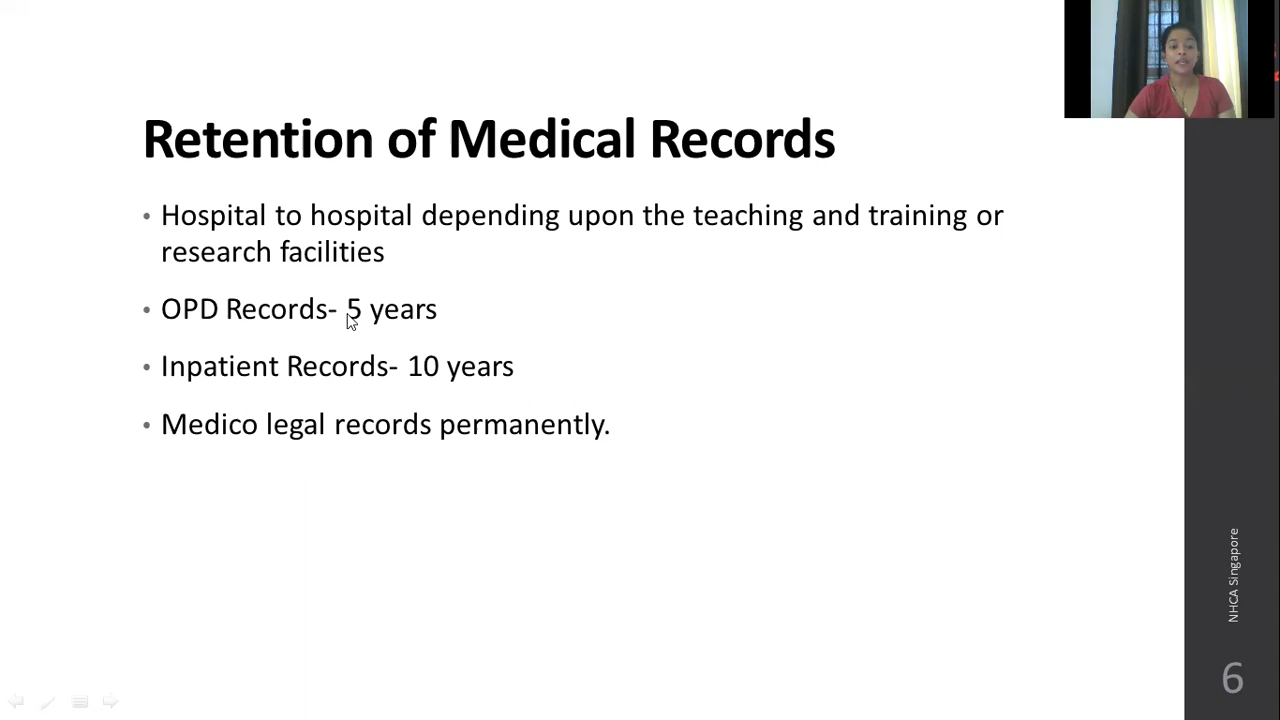 Retention of Medical Records
• Hospital to hospital depending upon the teaching and training or
research facilities
• OPD Records- 5 years
• Inpatient Records- 10 years
• Medico legal records permanently.
NHCA Singapore
6